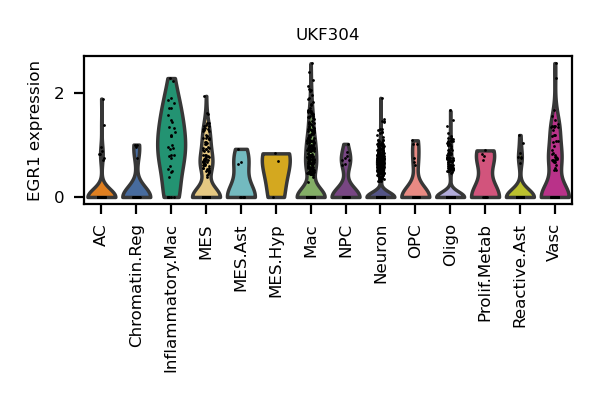 UKF304
EGR1 expression
2
0
AC
Chromatin.Reg
Inflammatory.Mac
MES
MES.Ast
MES.Hyp
Mac
NPC
Neuron
OPC
Oligo
Prolif.Metab
Reactive.Ast
Vasc